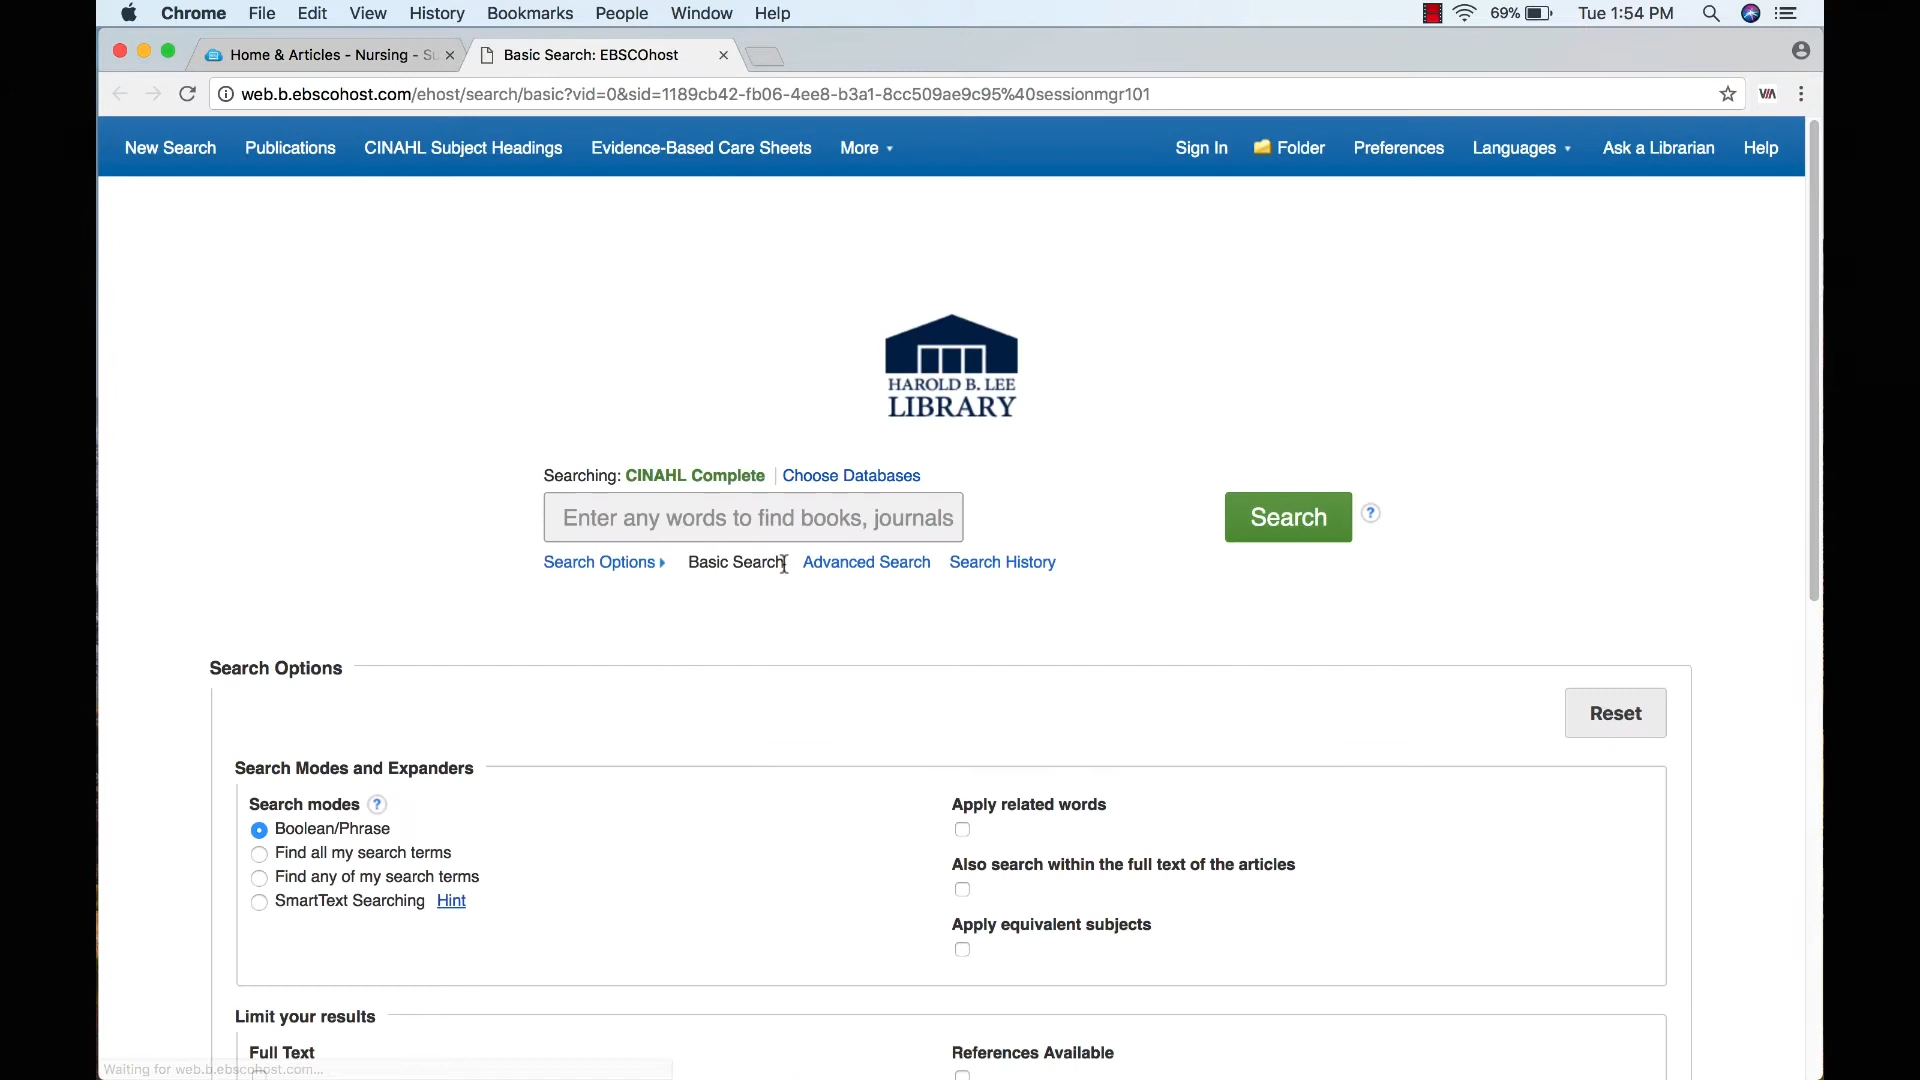 Chrome File Edit View History Bookmarks People Window Help 69% Tue 1:54 PM
Home & Articles - Nursing - Basic Search: EBSCOhost
web.b.ebscohost.com/ehost/search/basic?vid=0&sid=1189cb42-fb06-4ee8-b3a1-8cc509ae9c95%40sessionmgr101 VIA
New Search Publications CINAHL Subject Headings Evidence-Based Care Sheets More Sign In Folder Preferences Languages Ask a Librarian Help
HAROLD B. LEE
LIBRARY
Searching: CINAHL Complete Choose Databases
Enter any words to find books, journals Search ?
Search Options Basic Search Advanced Search Search History
Search Options
Reset
Search Modes and Expanders
Search modes ? Apply related words
Boolean/Phrase
Find all my search terms
Also search within the full text of the articles
Find any of my search terms
SmartText Searching Hint
Apply equivalent subjects
Limit your results
Full Text References Available
Waiting for web.b.ebscohost.com...